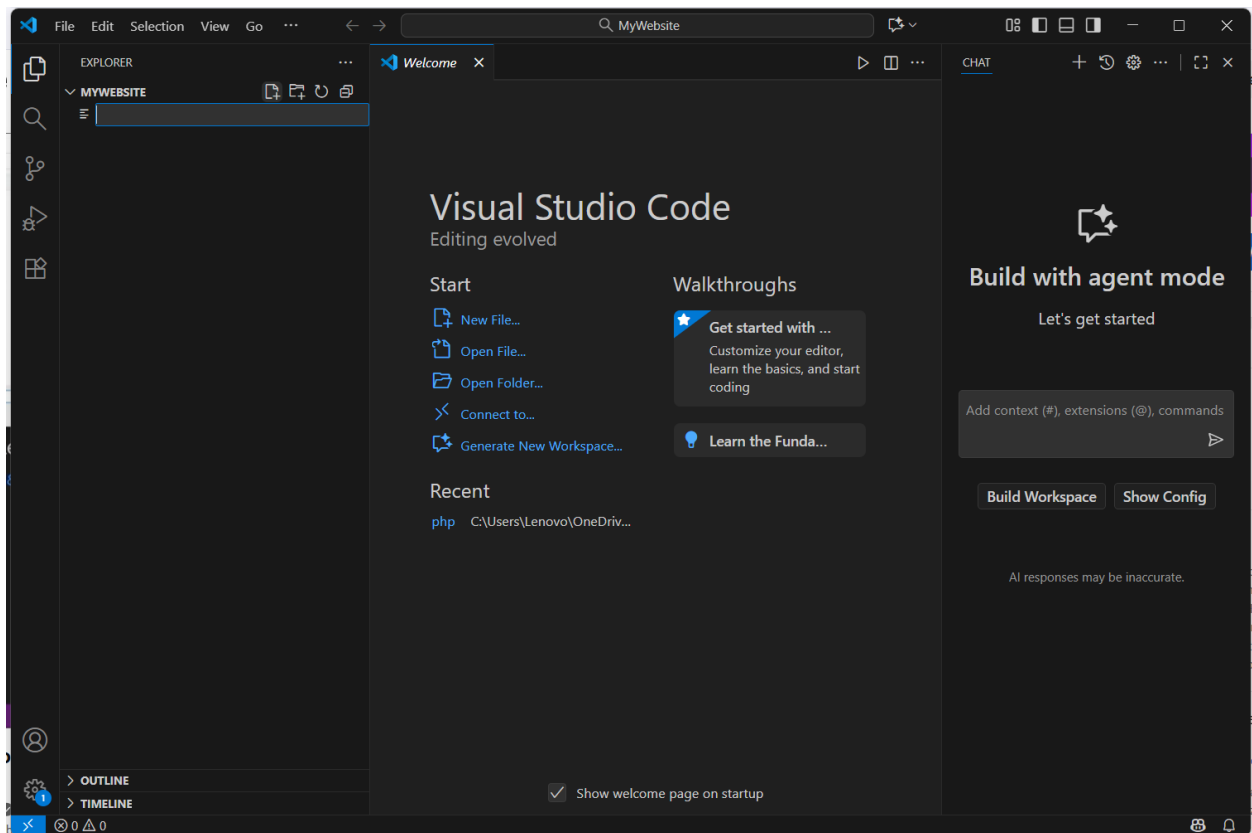 File Edit Selection View Go ··· MyWebsite
EXPLORER ···
MYWEBSITE
Welcome
Visual Studio Code
Editing evolved
Start
New File...
Open File...
Open Folder...
Connect to...
Generate New Workspace...
Recent
php C:\Users\Lenovo\OneDriv...
Walkthroughs
Get started with ...
Customize your editor,
learn the basics, and start
coding
Learn the Funda...
Show welcome page on startup
CHAT
Build with agent mode
Let's get started
Add context (#), extensions (@), commands
Build Workspace Show Config
AI responses may be inaccurate.
OUTLINE
TIMELINE
1
0 0